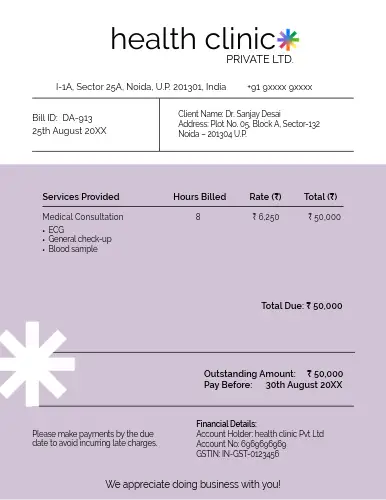 health clinic
PRIVATE LTD.
I-1A, Sector 25A, Noida, U.P. 201301, India +91 9xxxx 9xxxx
Bill ID: DA-913
25th August 20XX
Client Name: Dr. Sanjay Desai
Address: Plot No. 05, Block A, Sector-132
Noida – 201304 U.P.
Services Provided Hours Billed Rate (₹) Total (₹)
Medical Consultation 8 ₹ 6,250 ₹ 50,000
• ECG
• General check-up
• Blood sample
Total Due: ₹ 50,000
Outstanding Amount: ₹ 50,000
Pay Before: 30th August 20XX
Please make payments by the due
date to avoid incurring late charges.
Financial Details:
Account Holder: health clinic Pvt Ltd
Account No: 6969696969
GSTIN: IN-GST-0123456
We appreciate doing business with you!